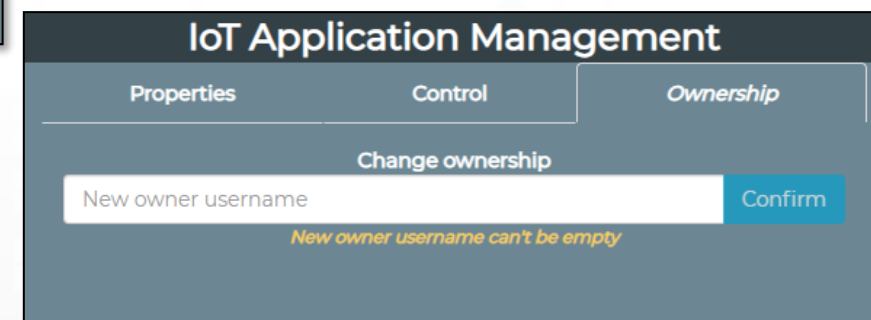 IoT Application Management
Properties Control Ownership
Change ownership
New owner username Confirm
New owner username can't be empty